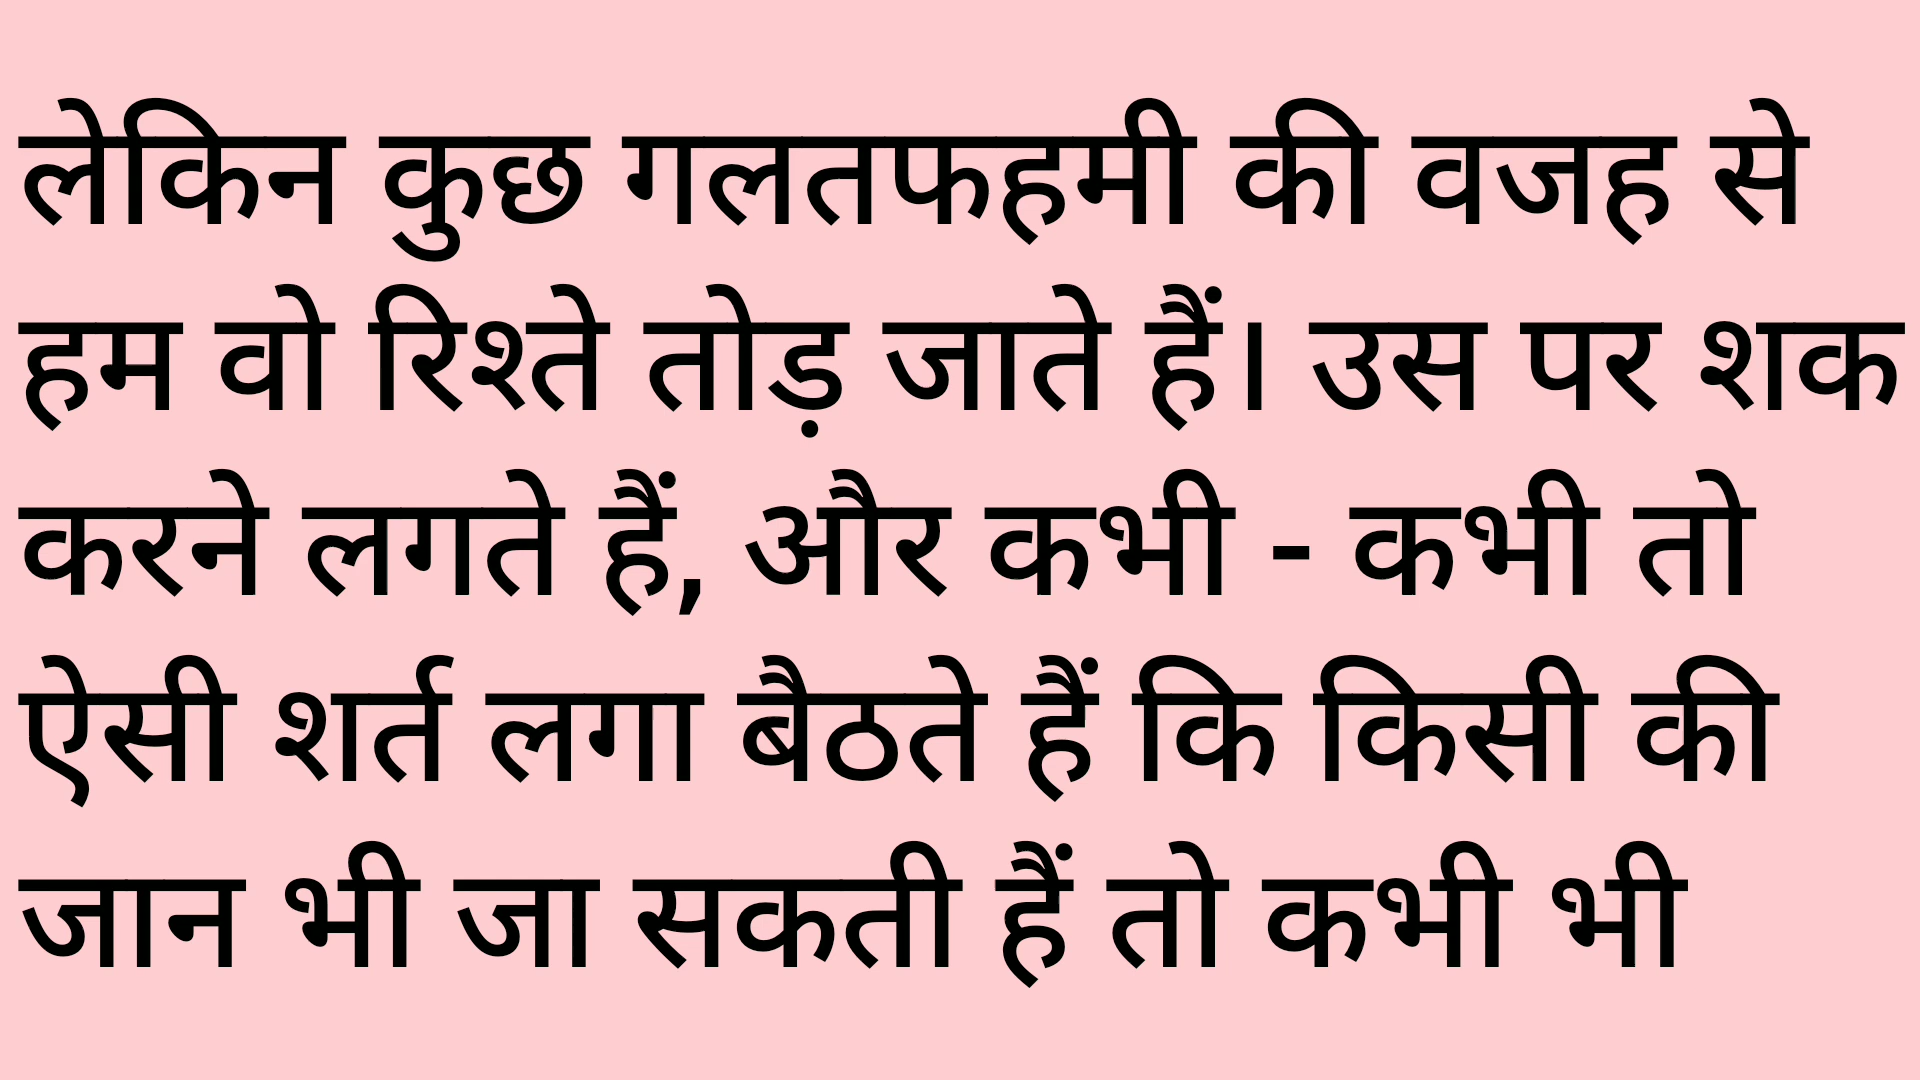 लेकिन कुछ गलतफहमी की वजह से
हम वो रिश्ते तोड़ जाते हैं। उस पर शक
करने लगते हैं, और कभी - कभी तो
ऐसी शर्त लगा बैठते हैं कि किसी की
जान भी जा सकती हैं तो कभी भी